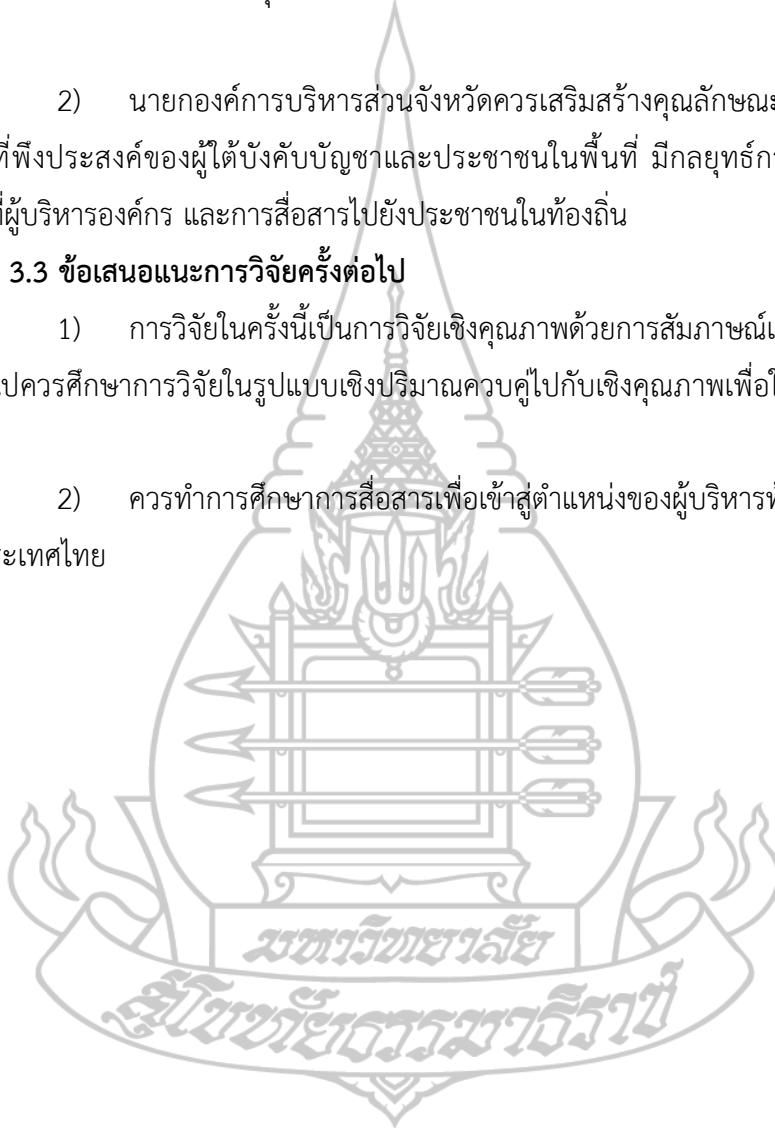 2) นายกองค์การบริหารส่วนจังหวัดควรเสริมสร้างคุณลักษณะ
ที่พึงประสงค์ของผู้ใต้บังคับบัญชาและประชาชนในพื้นที่ มีกลยุทธ์กา
ที่ผู้บริหารองค์กร และการสื่อสารไปยังประชาชนในท้องถิ่น
3.3 ข้อเสนอแนะการวิจัยครั้งต่อไป
1) การวิจัยในครั้งนี้เป็นการวิจัยเชิงคุณภาพด้วยการสัมภาษณ์เ
ปควรศึกษาการวิจัยในรูปแบบเชิงปริมาณควบคู่ไปกับเชิงคุณภาพเพื่อใ
2) ควรทำการศึกษาการสื่อสารเพื่อเข้าสู่ตำแหน่งของผู้บริหารท้
ระเทศไทย
มหาวิทยาลัย
สุโขทัยธรรมาธิราช